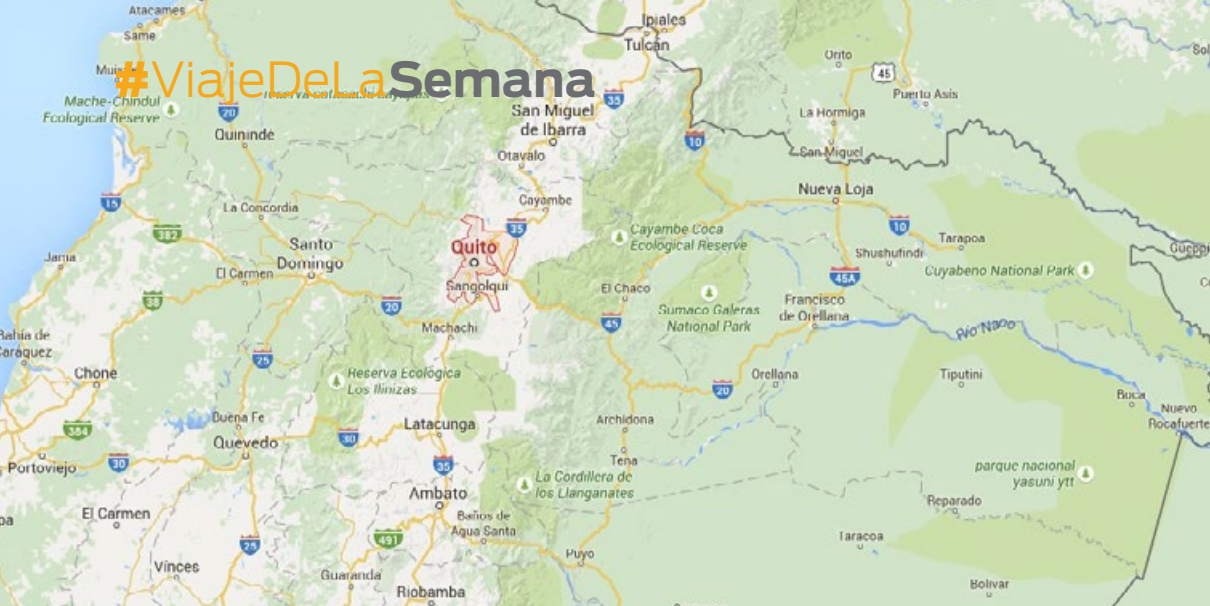 Atacames
Same
Ipiales
Tulcán
Orito
45
Puerto Asis
#ViajeDeLaSemana
Mache-Chindul
Ecological Reserve
20
Quininde
35
San Miguel
de Ibarra
La Hormiga
10
San Miguel
Otavalo
Nueva Loja
15
La Concordia
Cayambe
382
35
10
Cayambe Coca
Ecological Reserve
Tarapoa
Quito
Santo
Domingo
Jama
El Carmen
Shushufindi
Cuyabeno National Park
45A
Sangolqui
El Chaco
38
20
Sumaco Galeras
National Park
Francisco
de Orellana
Machachi
45
Rio Napo
Bahía de
Caraquez
25
Chone
Reserva Ecologica
Los Ilinizas
Orellana
20
Tiputini
Boca
Nuevo
Rocafuerte
Buena Fe
Latacunga
Archidona
384
30
Quevedo
Portoviejo
30
35
Tena
La Cordillera de
los Llanganates
parque nacional
yasuni ytt
Ambato
El Carmen
Baños de
Agua Santa
Reparado
491
Taracoa
25
Puyo
Vinces
Guaranda
Riobamba
Bolivar